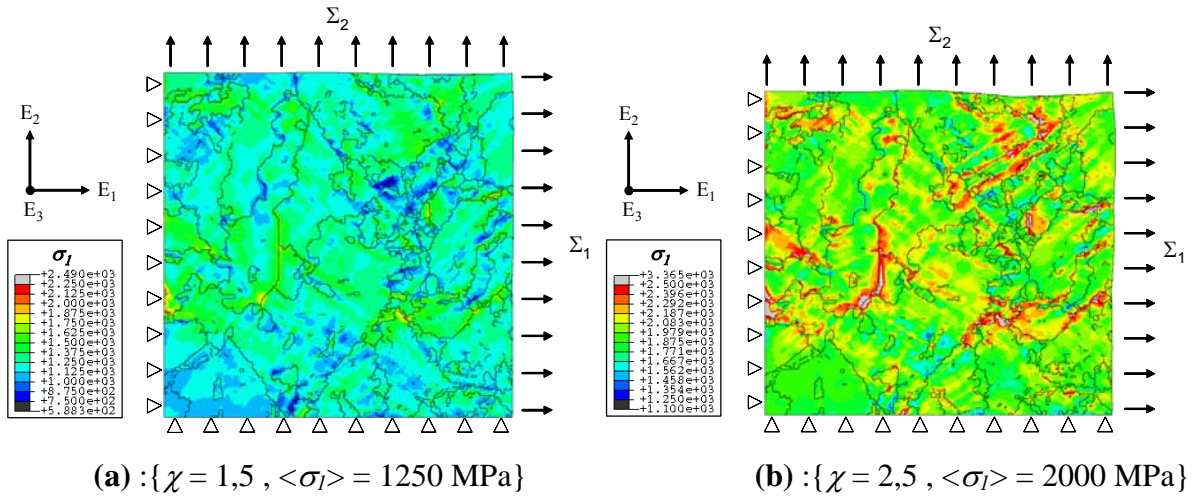 Σ2
E2
E1
E3
Σ1
σ1
+2.490e+03
+2.250e+03
+2.125e+03
+2.000e+03
+1.875e+03
+1.750e+03
+1.625e+03
+1.500e+03
+1.375e+03
+1.250e+03
+1.125e+03
+1.000e+03
+8.750e+02
+7.500e+02
+5.883e+02
(a) :{χ = 1,5 , <σI> = 1250 MPa}
Σ2
E2
E1
E3
Σ1
σ1
+3.365e+03
+2.500e+03
+2.396e+03
+2.292e+03
+2.187e+03
+2.083e+03
+1.979e+03
+1.875e+03
+1.771e+03
+1.667e+03
+1.562e+03
+1.458e+03
+1.354e+03
+1.250e+03
+1.100e+03
(b) :{χ = 2,5 , <σI> = 2000 MPa}